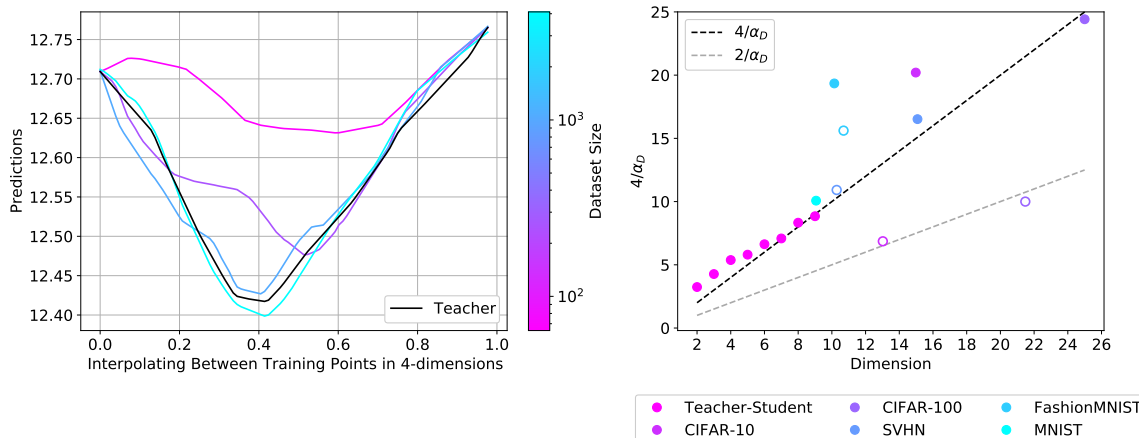 12.75
12.70
12.65
12.60
12.55
12.50
12.45
12.40
Predictions
0.0 0.2 0.4 0.6 0.8 1.0
Interpolating Between Training Points in 4-dimensions
Teacher
10³
10²
Dataset Size
25
20
15
10
5
0
4/α_D
4/α_D
2/α_D
2 4 6 8 10 12 14 16 18 20 22 24 26
Dimension
Teacher-Student CIFAR-100 FashionMNIST
CIFAR-10 SVHN MNIST